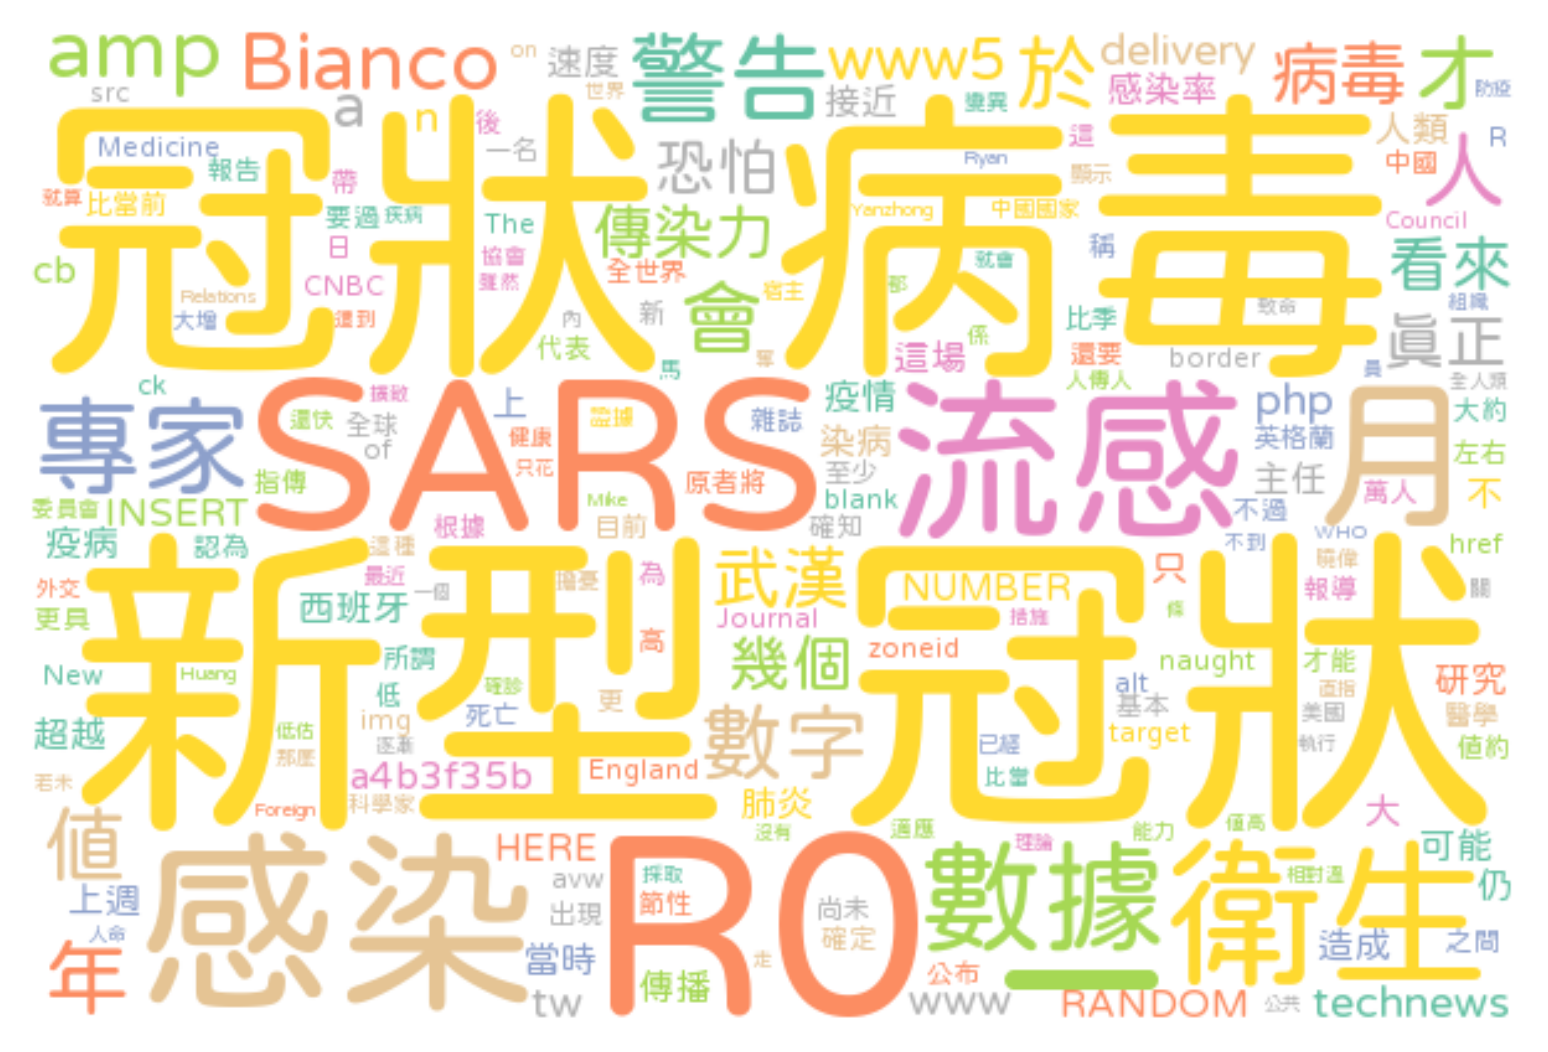 amp Bianco on 速度 警告 www5 於 delivery 病毒 才
src a n 後 世界 接近 變異 感染率 防疫
冠狀病毒
Medicine 報告 帶 一名 恐怕 Ryan 這 顯示 人類 中國 人 R
就算 比當前 要過 疾病 The 傳染力 Yanzhong 中國國家 Council
cb 日 協會 全世界 就會 稱 看來
Relations CNBC 雖然 會 宿主 組織
大增 還到 內 新 係 比季 致命 真正
代表 馬 這場 還要 border 人傳人 員 全人類
ck 擴散 上 疫情 php 大約
專家 SARS 流感 月
還快 全球 of 健康 證據 雜誌 染病 英格蘭 左右
指傳 只花 原者將 至少 主任 萬人 不
委員會 INSERT Mike blank 不過
疫病 認為 根據 目前 確知 WHO 不到 href
新型冠狀
這種 最近 一個 擔憂 為 武漢 NUMBER 只 曉偉 報導 關
外交 更具 西班牙 Journal 措施 條
New Huang 所謂 高 幾個 zoneid naught 才能 研究
低 確診 更 alt 直指
超越 低估 img 死亡 數字 基本 美國 醫學
那麼 逐漸 已經 target 執行 值約
若未 a4b3f35b England 比當
Foreign 科學家 肺炎 大
值 HERE 沒有 適應 理論 能力 僅高 可能
感染 R0 數據 衛生
上週 avw 採取 相對溫 仍
人命 出現 節性 尚未 確定 造成 之間
年 當時 傳播 走 公布
tw www RANDOM 公共 technews